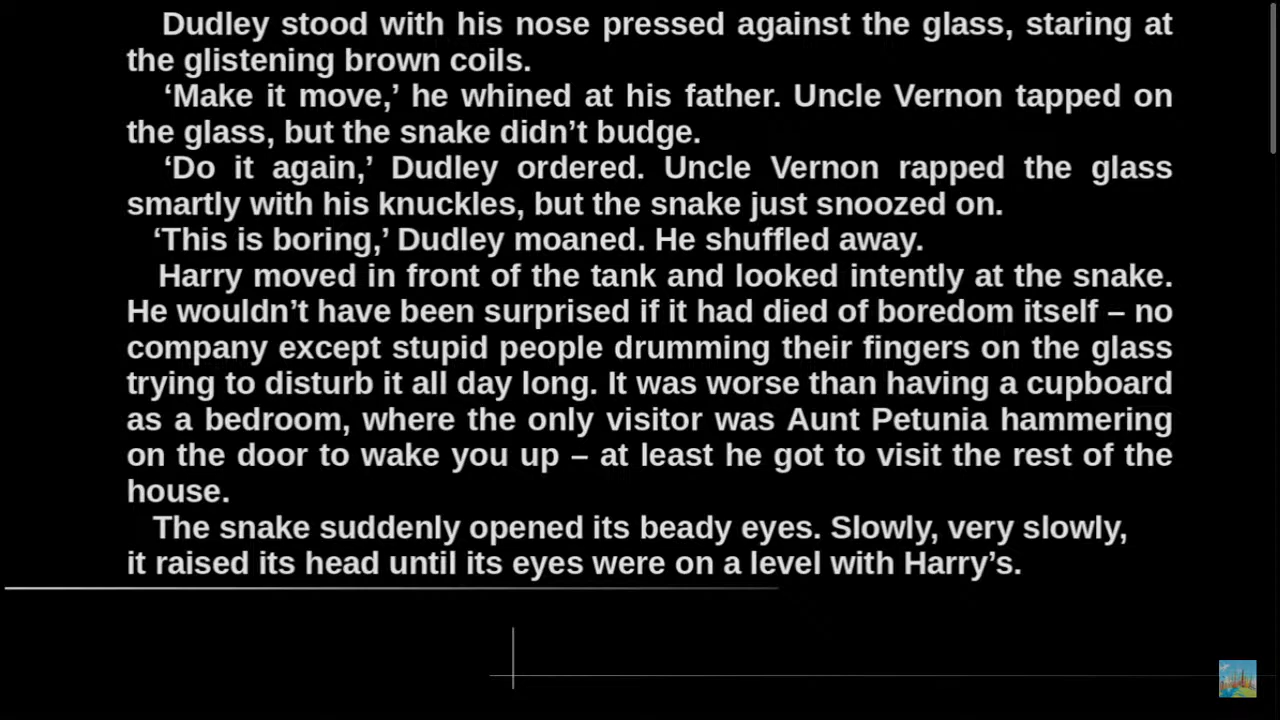 Dudley stood with his nose pressed against the glass, staring at
the glistening brown coils.
‘Make it move,’ he whined at his father. Uncle Vernon tapped on
the glass, but the snake didn’t budge.
‘Do it again,’ Dudley ordered. Uncle Vernon rapped the glass
smartly with his knuckles, but the snake just snoozed on.
‘This is boring,’ Dudley moaned. He shuffled away.
Harry moved in front of the tank and looked intently at the snake.
He wouldn’t have been surprised if it had died of boredom itself – no
company except stupid people drumming their fingers on the glass
trying to disturb it all day long. It was worse than having a cupboard
as a bedroom, where the only visitor was Aunt Petunia hammering
on the door to wake you up – at least he got to visit the rest of the
house.
The snake suddenly opened its beady eyes. Slowly, very slowly,
it raised its head until its eyes were on a level with Harry’s.